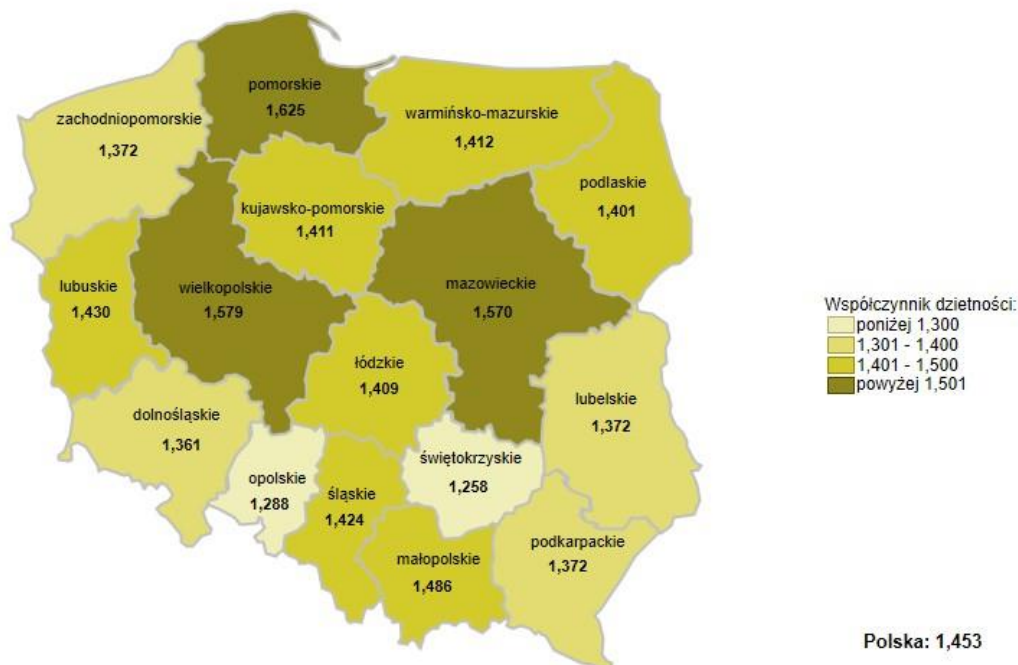 pomorskie
1,625
zachodniopomorskie
1,372
warmińsko-mazurskie
1,412
podlaskie
1,401
kujawsko-pomorskie
1,411
lubuskie
1,430
wielkopolskie
1,579
mazowieckie
1,570
łódzkie
1,409
dolnośląskie
1,361
lubelskie
1,372
opolskie
1,288
śląskie
1,424
świętokrzyskie
1,258
małopolskie
1,486
podkarpackie
1,372
Współczynnik dzietności:
poniżej 1,300
1,301 - 1,400
1,401 - 1,500
powyżej 1,501
Polska: 1,453